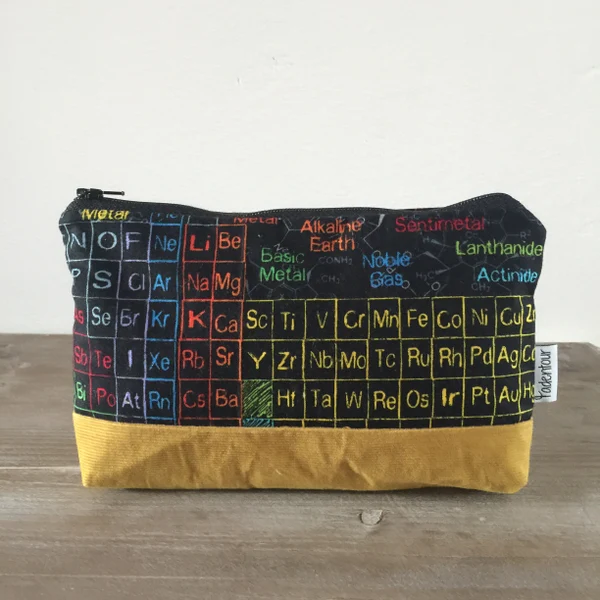 Metal Metal Alkaline Sentimetal
Earth
Basic Noble Lanthanide
Metal Gas Actinide
CONH₂
N O F Ne Li Be
P S Cl Ar Na Mg
As Se Br Kr K Ca Sc Ti V Cr Mn Fe Co Ni Cu Zn
Sb Te I Xe Rb Sr Y Zr Nb Mo Tc Ru Rh Pd Ag
Bi Po At Rn Cs Ba Hf Ta W Re Os Ir Pt Au
Fadentour